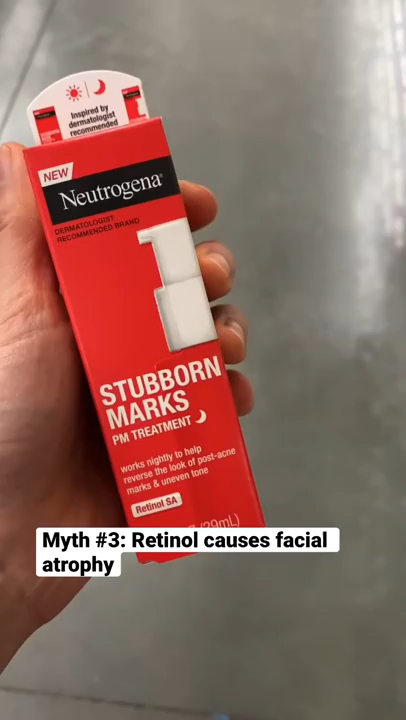 Inspired by
dermatologist
recommended
NEW
Neutrogena®
DERMATOLOGIST
RECOMMENDED BRAND
STUBBORN
MARKS
PM TREATMENT
works nightly to help
reverse the look of post-acne
marks & uneven tone
Retinol SA
(29mL)
Myth #3: Retinol causes facial
atrophy